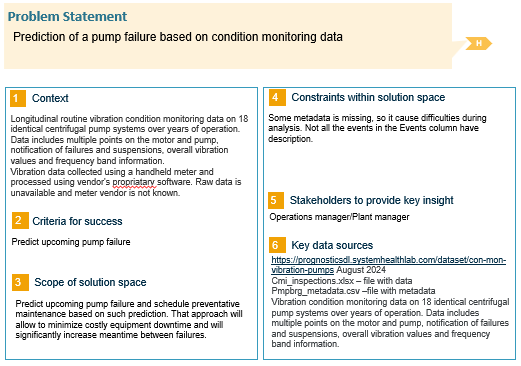 Problem Statement
Prediction of a pump failure based on condition monitoring data
H
1 Context
Longitudinal routine vibration condition monitoring data on 18
identical centrifugal pump systems over years of operation.
Data includes multiple points on the motor and pump,
notification of failures and suspensions, overall vibration
values and frequency band information.
Vibration data collected using a handheld meter and
processed using vendor's propriatary software. Raw data is
unavailable and meter vendor is not known.
2 Criteria for success
Predict upcoming pump failure
3 Scope of solution space
Predict upcoming pump failure and schedule preventative
maintenance based on such prediction. That approach will
allow to minimize costly equipment downtime and will
significantly increase meantime between failures.
4 Constraints within solution space
Some metadata is missing, so it cause difficulties during
analysis. Not all the events in the Events column have
description.
5 Stakeholders to provide key insight
Operations manager/Plant manager
6 Key data sources
https://prognosticsdl.systemhealthlab.com/dataset/con-mon-
vibration-pumps August 2024
Cmi_inspections.xlsx – file with data
Pmpbrg_metadata.csv –file with metadata
Vibration condition monitoring data on 18 identical centrifugal
pump systems over years of operation. Data includes
multiple points on the motor and pump, notification of failures
and suspensions, overall vibration values and frequency
band information.